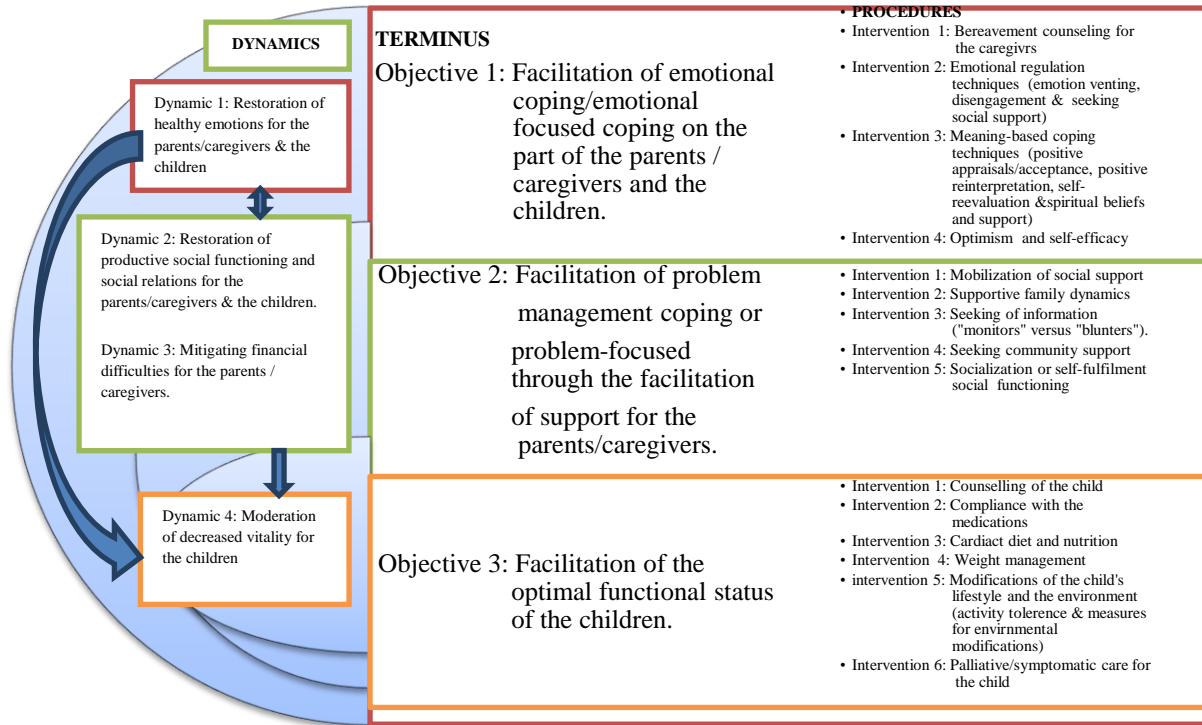 DYNAMICS
Dynamic 1: Restoration of
healthy emotions for the
parents/caregivers & the
children
Dynamic 2: Restoration of
productive social functioning and
social relations for the
parents/caregivers & the children.
Dynamic 3: Mitigating financial
difficulties for the parents /
caregivers.
Dynamic 4: Moderation
of decreased vitality for
the children
TERMINUS
Objective 1: Facilitation of emotional
coping/emotional
focused coping on the
part of the parents /
caregivers and the
children.
• PROCEDURES
• Intervention 1: Bereavement counseling for
the caregivrs
• Intervention 2: Emotional regulation
techniques (emotion venting,
disengagement & seeking
social support)
• Intervention 3: Meaning-based coping
techniques (positive
appraisals/acceptance, positive
reinterpretation, self-
reevaluation &spiritual beliefs
and support)
• Intervention 4: Optimism and self-efficacy
Objective 2: Facilitation of problem
management coping or
problem-focused
through the facilitation
of support for the
parents/caregivers.
• Intervention 1: Mobilization of social support
• Intervention 2: Supportive family dynamics
• Intervention 3: Seeking of information
("monitors" versus "blunters").
• Intervention 4: Seeking community support
• Intervention 5: Socialization or self-fulfilment
social functioning
Objective 3: Facilitation of the
optimal functional status
of the children.
• Intervention 1: Counselling of the child
• Intervention 2: Compliance with the
medications
• Intervention 3: Cardiact diet and nutrition
• Intervention 4: Weight management
• intervention 5: Modifications of the child's
lifestyle and the environment
(activity tolerence & measures
for envirnmental
modifications)
• Intervention 6: Palliative/symptomatic care for
the child